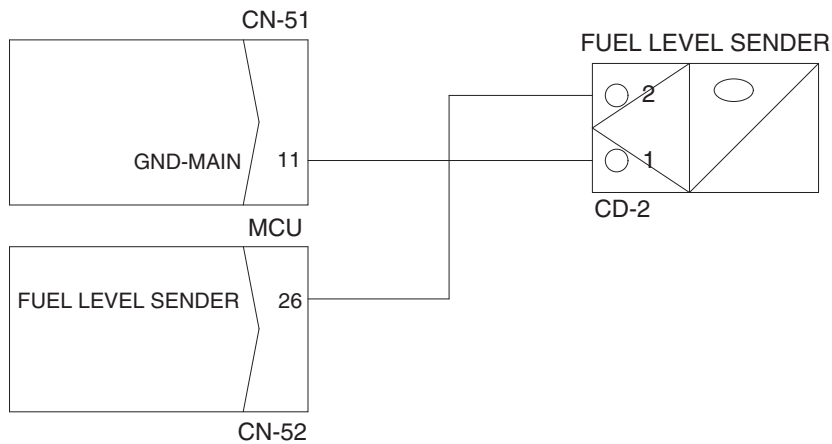 CN-51
FUEL LEVEL SENDER
2
GND-MAIN 11
1
CD-2
MCU
FUEL LEVEL SENDER 26
CN-52